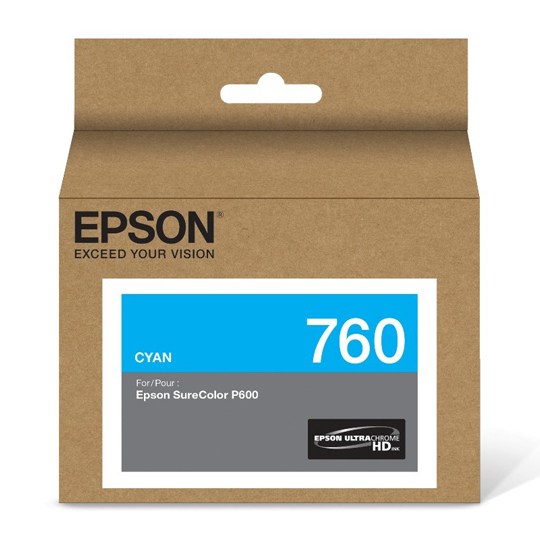 EPSON®
EXCEED YOUR VISION
760
CYAN
For/Pour :
Epson SureColor P600
EPSON ULTRACHROME
HD INK